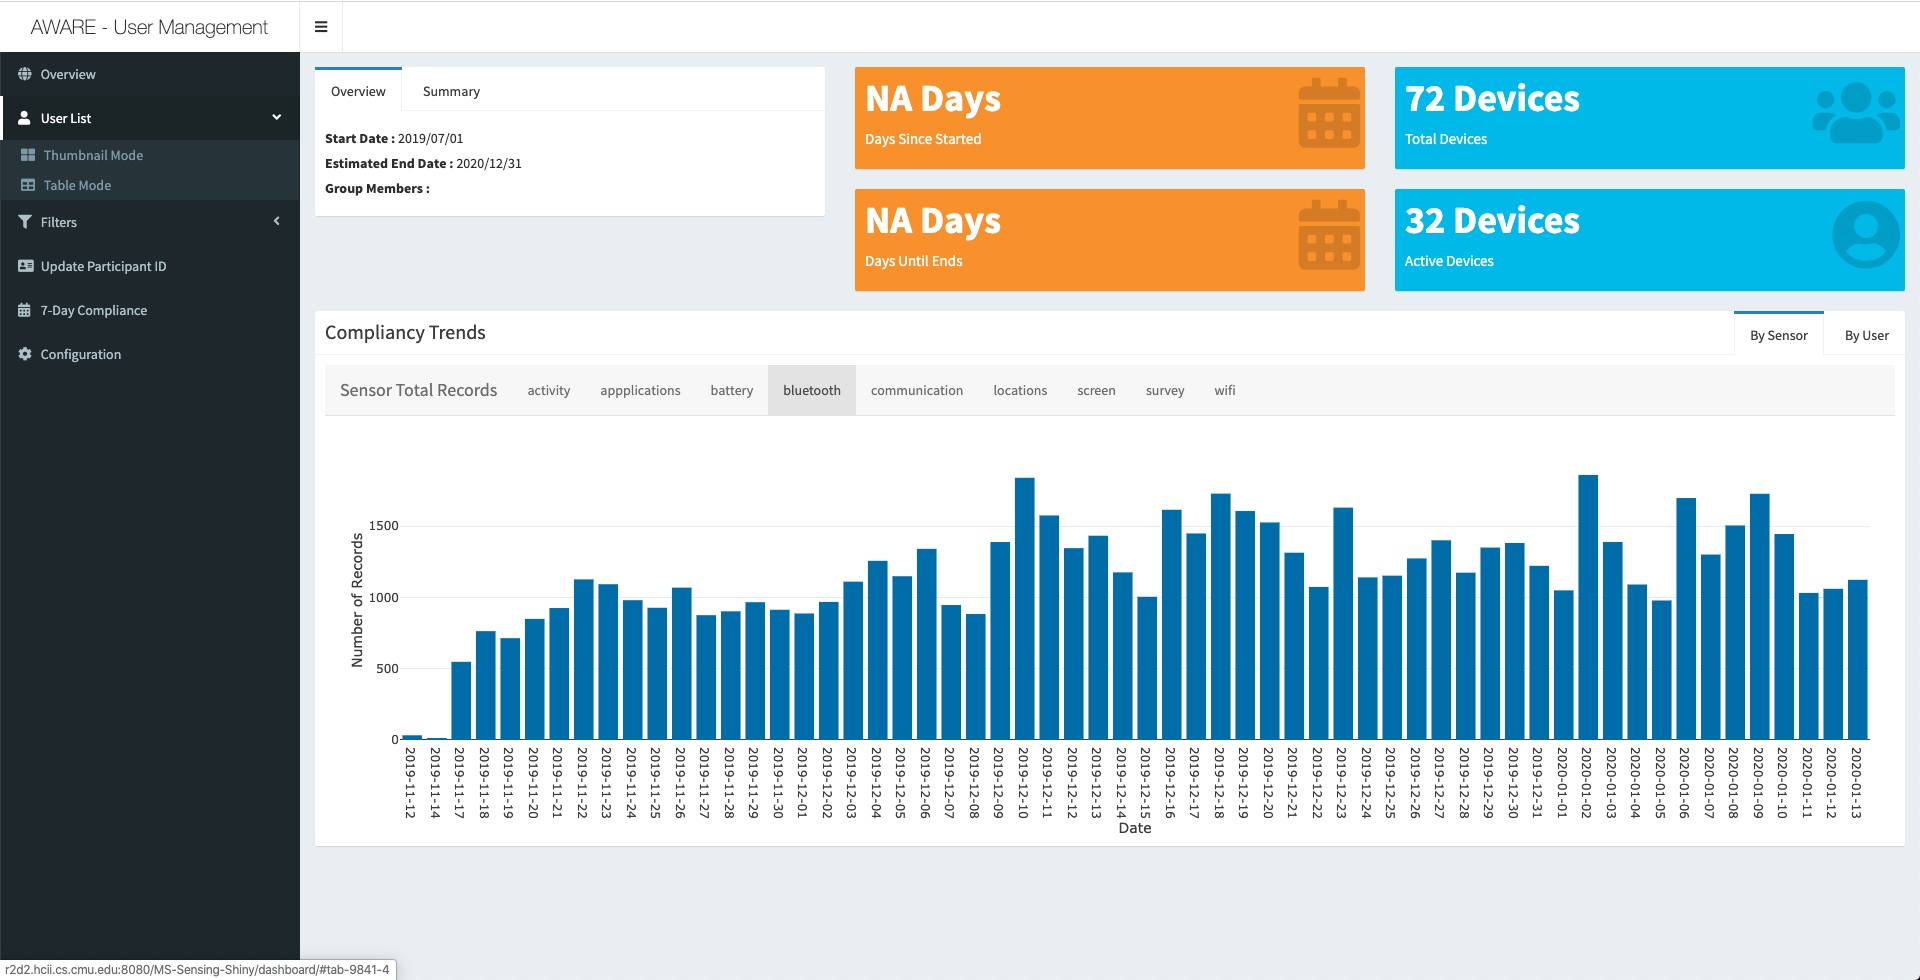 AWARE - User Management
Overview
User List
Thumbnail Mode
Table Mode
Filters
Update Participant ID
7-Day Compliance
Configuration
Overview Summary
Start Date : 2019/07/01
Estimated End Date : 2020/12/31
Group Members :
NA Days
Days Since Started
72 Devices
Total Devices
NA Days
Days Until Ends
32 Devices
Active Devices
Compliancy Trends
By Sensor By User
Sensor Total Records activity appplications battery bluetooth communication locations screen survey wifi
Number of Records
1500
1000
500
0
2019-11-12
2019-11-14
2019-11-17
2019-11-18
2019-11-19
2019-11-20
2019-11-21
2019-11-22
2019-11-23
2019-11-24
2019-11-25
2019-11-26
2019-11-27
2019-11-28
2019-11-29
2019-11-30
2019-12-01
2019-12-02
2019-12-03
2019-12-04
2019-12-05
2019-12-06
2019-12-07
2019-12-08
2019-12-09
2019-12-10
2019-12-11
2019-12-12
2019-12-13
2019-12-14
2019-12-15
2019-12-16
2019-12-17
2019-12-18
2019-12-19
2019-12-20
2019-12-21
2019-12-22
2019-12-23
2019-12-24
2019-12-25
2019-12-26
2019-12-27
2019-12-28
2019-12-29
2019-12-30
2019-12-31
2020-01-01
2020-01-02
2020-01-03
2020-01-04
2020-01-05
2020-01-06
2020-01-07
2020-01-08
2020-01-09
2020-01-10
2020-01-11
2020-01-12
2020-01-13
Date
r2d2.hcii.cs.cmu.edu:8080/MS-Sensing-Shiny/dashboard/#tab-9841-4